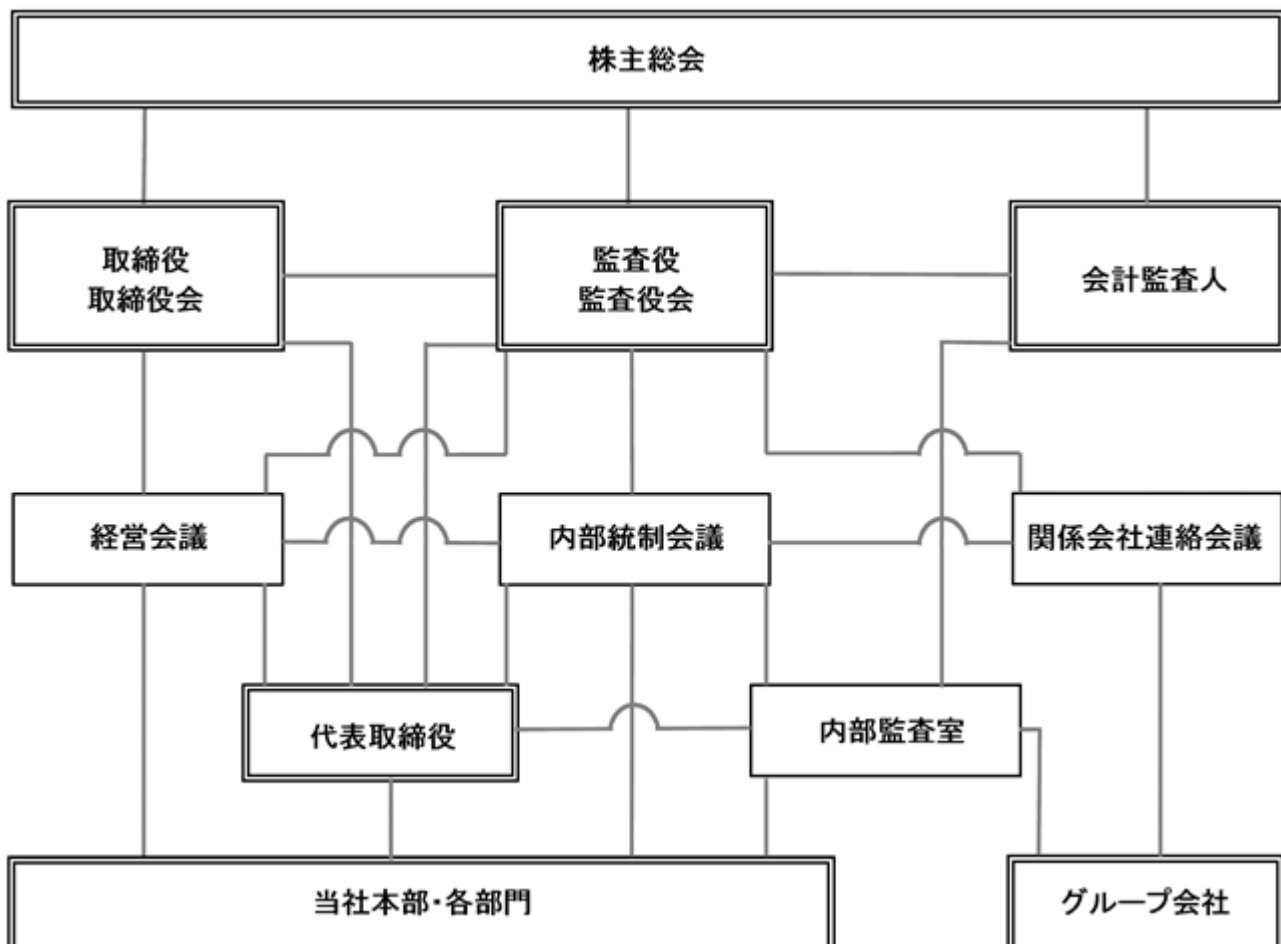 株主総会
取締役
取締役会
監査役
監査役会
会計監査人
経営会議
内部統制会議
関係会社連絡会議
代表取締役
内部監査室
当社本部・各部門
グループ会社